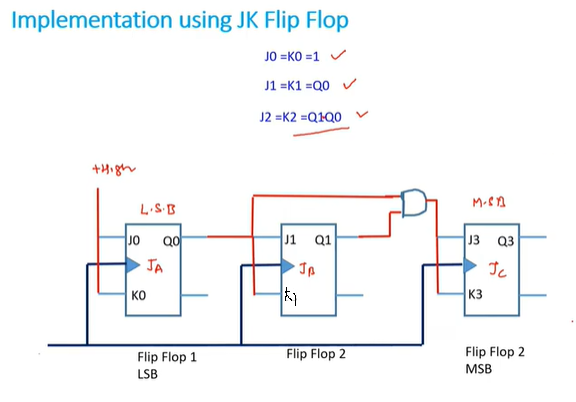 Implementation using JK Flip Flop
J0 =K0 =1
J1 =K1 =Q0
J2 =K2 =Q1Q0
+High
L.S.B
M.S.B
J0 Q0
J1 Q1
J3 Q3
JA
JB
JC
K0
K1
K3
Flip Flop 1
LSB
Flip Flop 2
Flip Flop 2
MSB